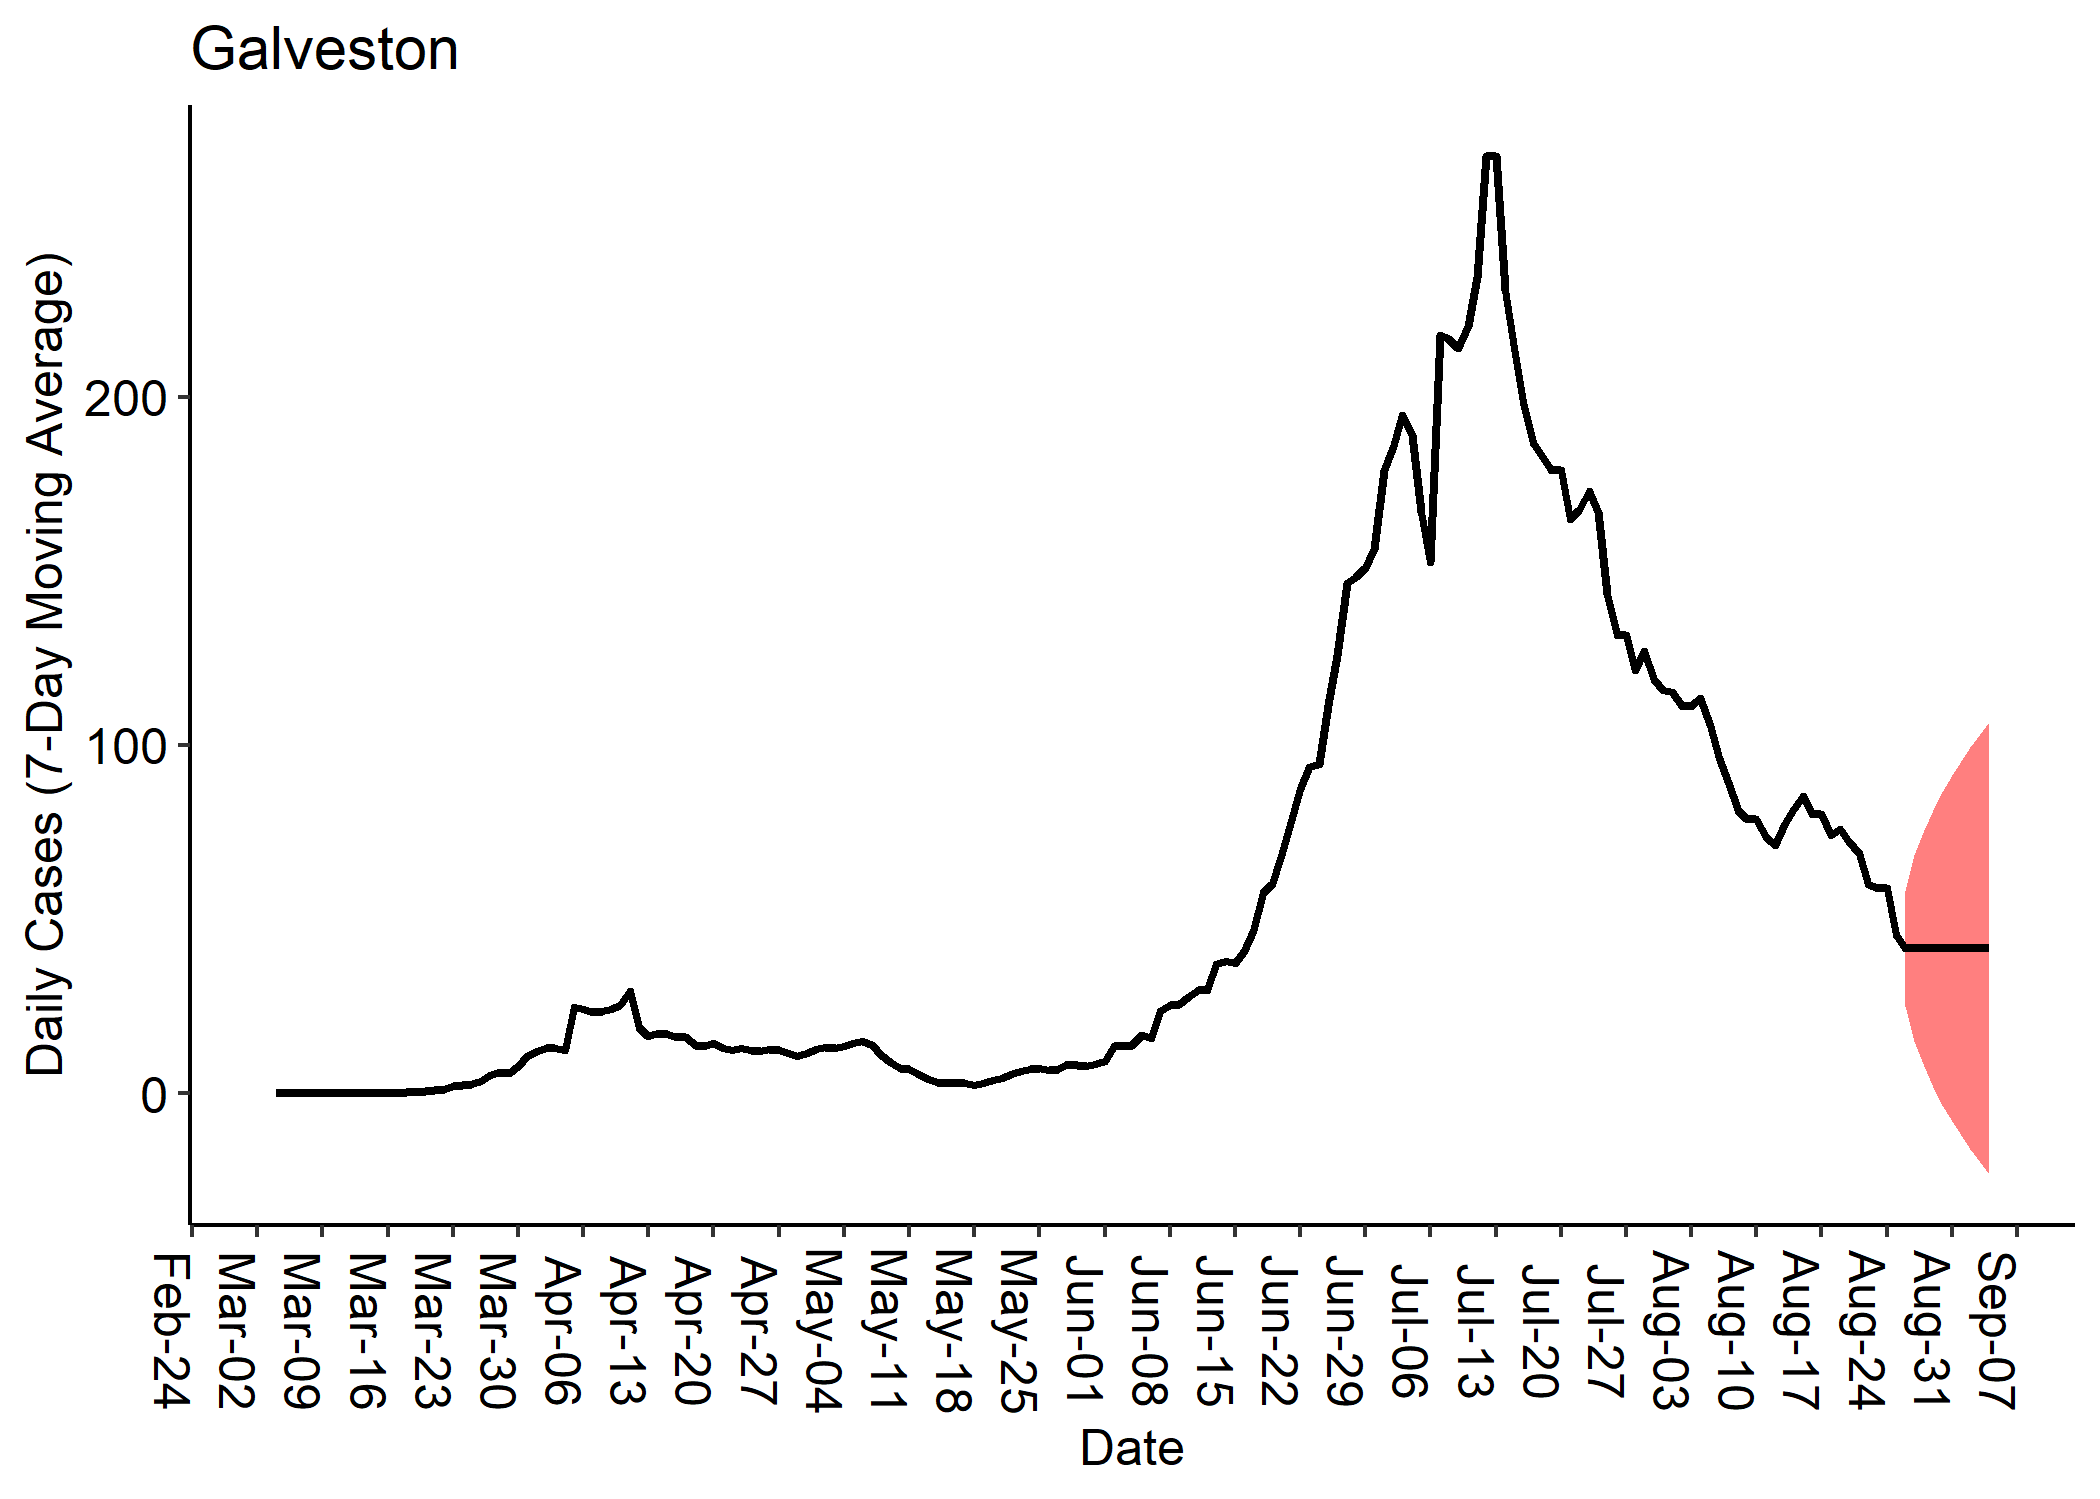 Galveston
Daily Cases (7-Day Moving Average)
200
100
0
Feb-24
Mar-02
Mar-09
Mar-16
Mar-23
Mar-30
Apr-06
Apr-13
Apr-20
Apr-27
May-04
May-11
May-18
May-25
Jun-01
Jun-08
Jun-15
Jun-22
Jun-29
Jul-06
Jul-13
Jul-20
Jul-27
Aug-03
Aug-10
Aug-17
Aug-24
Aug-31
Sep-07
Date